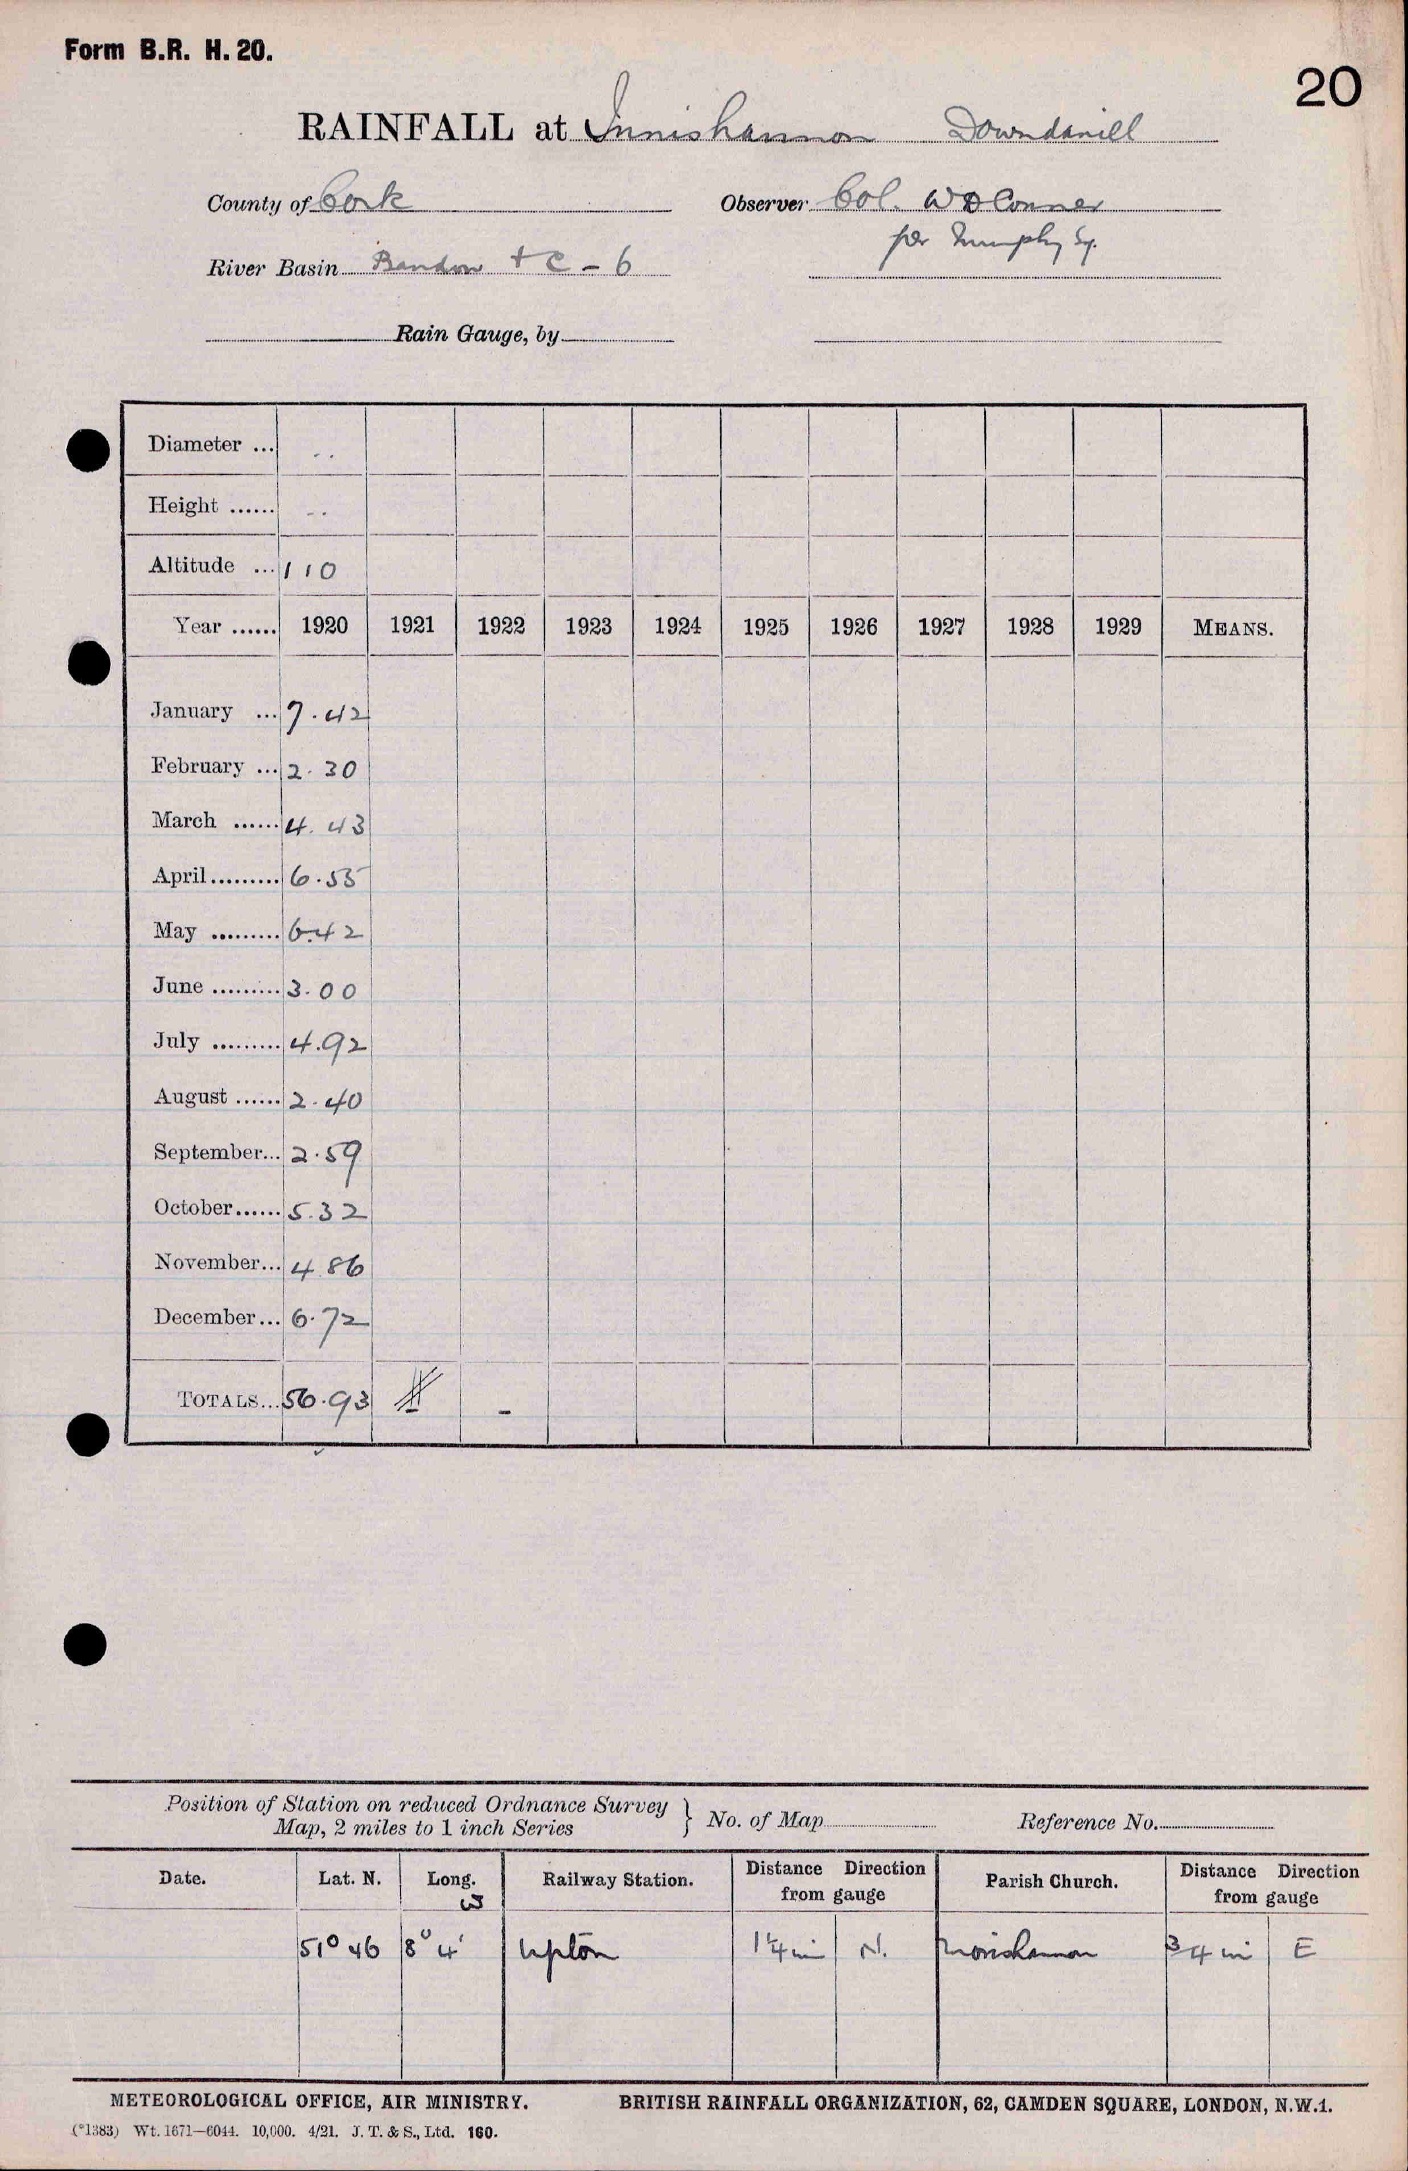 Form B.R. H. 20.
20
RAINFALL at Innishannon Downdaniell
County of Cork Observer Col. W D Conner
per Murphy Sq.
River Basin Bandon + C - 6
Rain Gauge, by
Diameter ... ..
Height ...... ..
Altitude ... 110
Year ...... 1920 1921 1922 1923 1924 1925 1926 1927 1928 1929 MEANS.
January ... 7.42
February ... 2.30
March ...... 4.43
April ......... 6.55
May ......... 6.42
June ......... 3.00
July ......... 4.92
August ...... 2.40
September... 2.59
October...... 5.32
November... 4 86
December... 6.72
TOTALS... 56.93 –
Position of Station on reduced Ordnance Survey
Map, 2 miles to 1 inch Series } No. of Map Reference No.
Date. Lat. N. Long. W Railway Station. Distance Direction from gauge Parish Church. Distance Direction from gauge
51° 46 8° 4' Upton 1¼ mi N. Innishannon ¾ mi E
METEOROLOGICAL OFFICE, AIR MINISTRY. BRITISH RAINFALL ORGANIZATION, 62, CAMDEN SQUARE, LONDON, N.W.1.
(*1383) Wt. 1671—6044. 10,000. 4/21. J. T. & S., Ltd. 160.